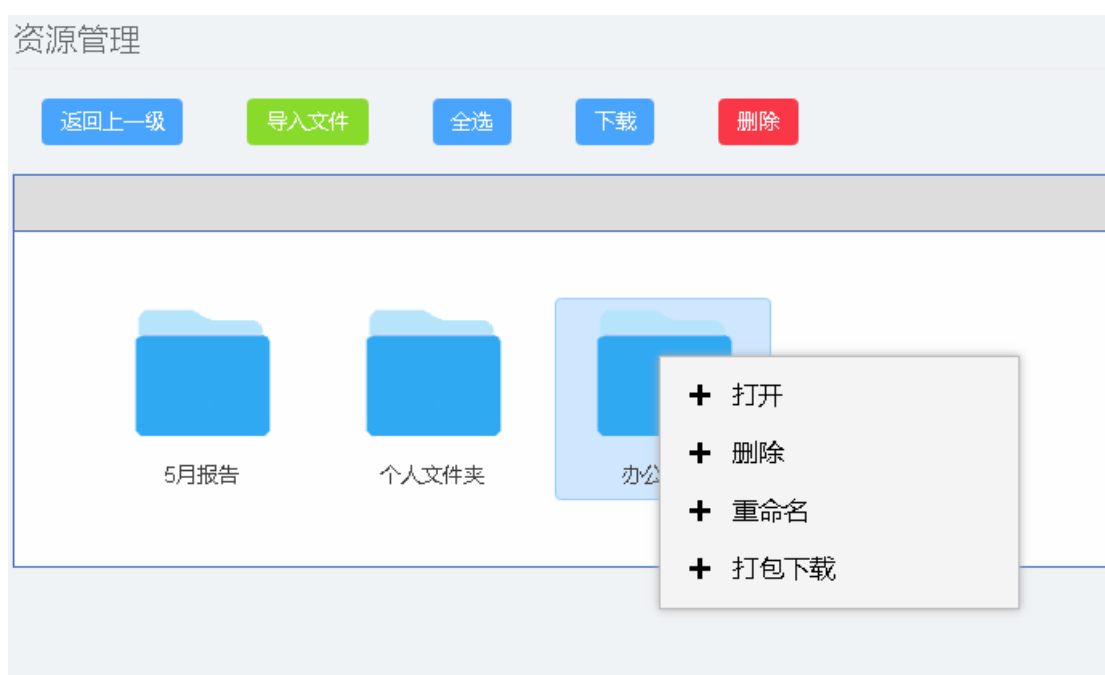 资源管理
返回上一级 导入文件 全选 下载 删除
5月报告 个人文件夹 办公
打开
删除
重命名
打包下载